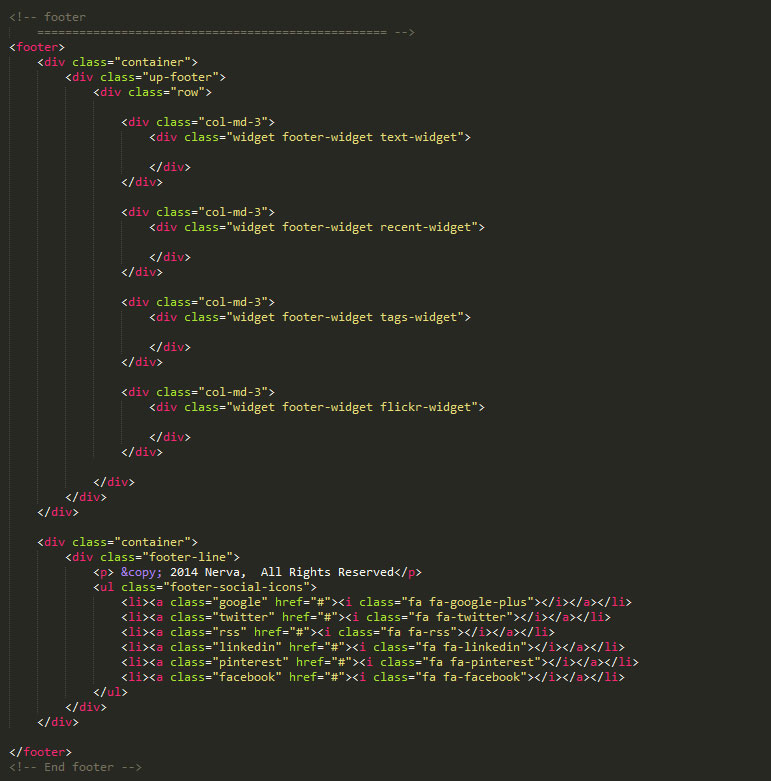 <!-- footer
================================================== -->
<footer>
<div class="container">
<div class="up-footer">
<div class="row">
<div class="col-md-3">
<div class="widget footer-widget text-widget">
</div>
</div>
<div class="col-md-3">
<div class="widget footer-widget recent-widget">
</div>
</div>
<div class="col-md-3">
<div class="widget footer-widget tags-widget">
</div>
</div>
<div class="col-md-3">
<div class="widget footer-widget flickr-widget">
</div>
</div>
</div>
</div>
</div>
<div class="container">
<div class="footer-line">
<p> &copy; 2014 Nerva,  All Rights Reserved</p>
<ul class="footer-social-icons">
<li><a class="google" href="#"><i class="fa fa-google-plus"></i></a></li>
<li><a class="twitter" href="#"><i class="fa fa-twitter"></i></a></li>
<li><a class="rss" href="#"><i class="fa fa-rss"></i></a></li>
<li><a class="linkedin" href="#"><i class="fa fa-linkedin"></i></a></li>
<li><a class="pinterest" href="#"><i class="fa fa-pinterest"></i></a></li>
<li><a class="facebook" href="#"><i class="fa fa-facebook"></i></a></li>
</ul>
</div>
</div>
</footer>
<!-- End footer -->